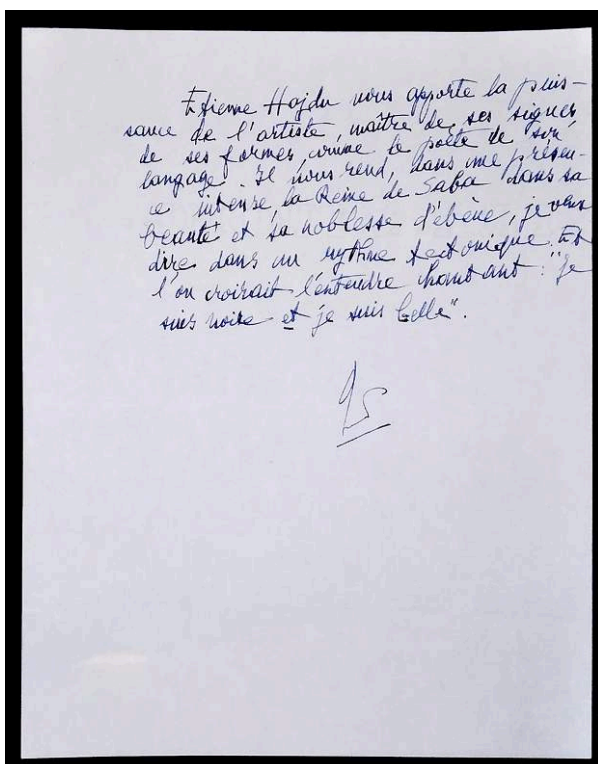 Etienne Hajdu nous apporte la puis-
sance de l'artiste, maître de ses signes
de ses formes, comme le poète de son
langage. Il nous rend, dans une présen-
ce intense, la Reine de Saba dans sa
beauté et sa noblesse d'ébène, je veux
dire dans un rythme tectonique. Et
l'on croirait l'entendre chantant : "Je
suis noire et je suis belle".